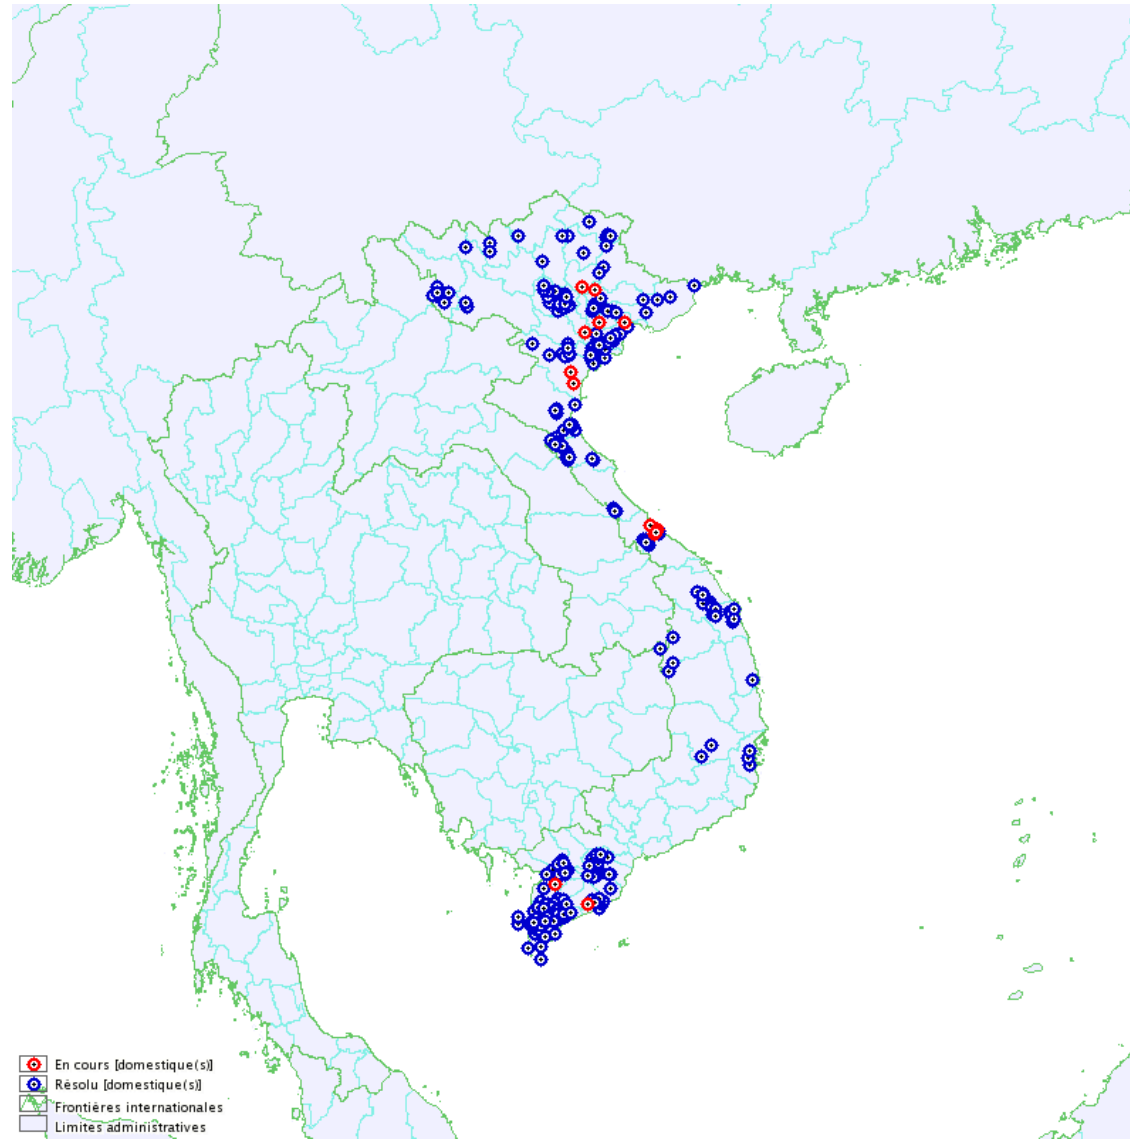 En cours [domestique(s)]
Résolu [domestique(s)]
Frontières internationales
Limites administratives